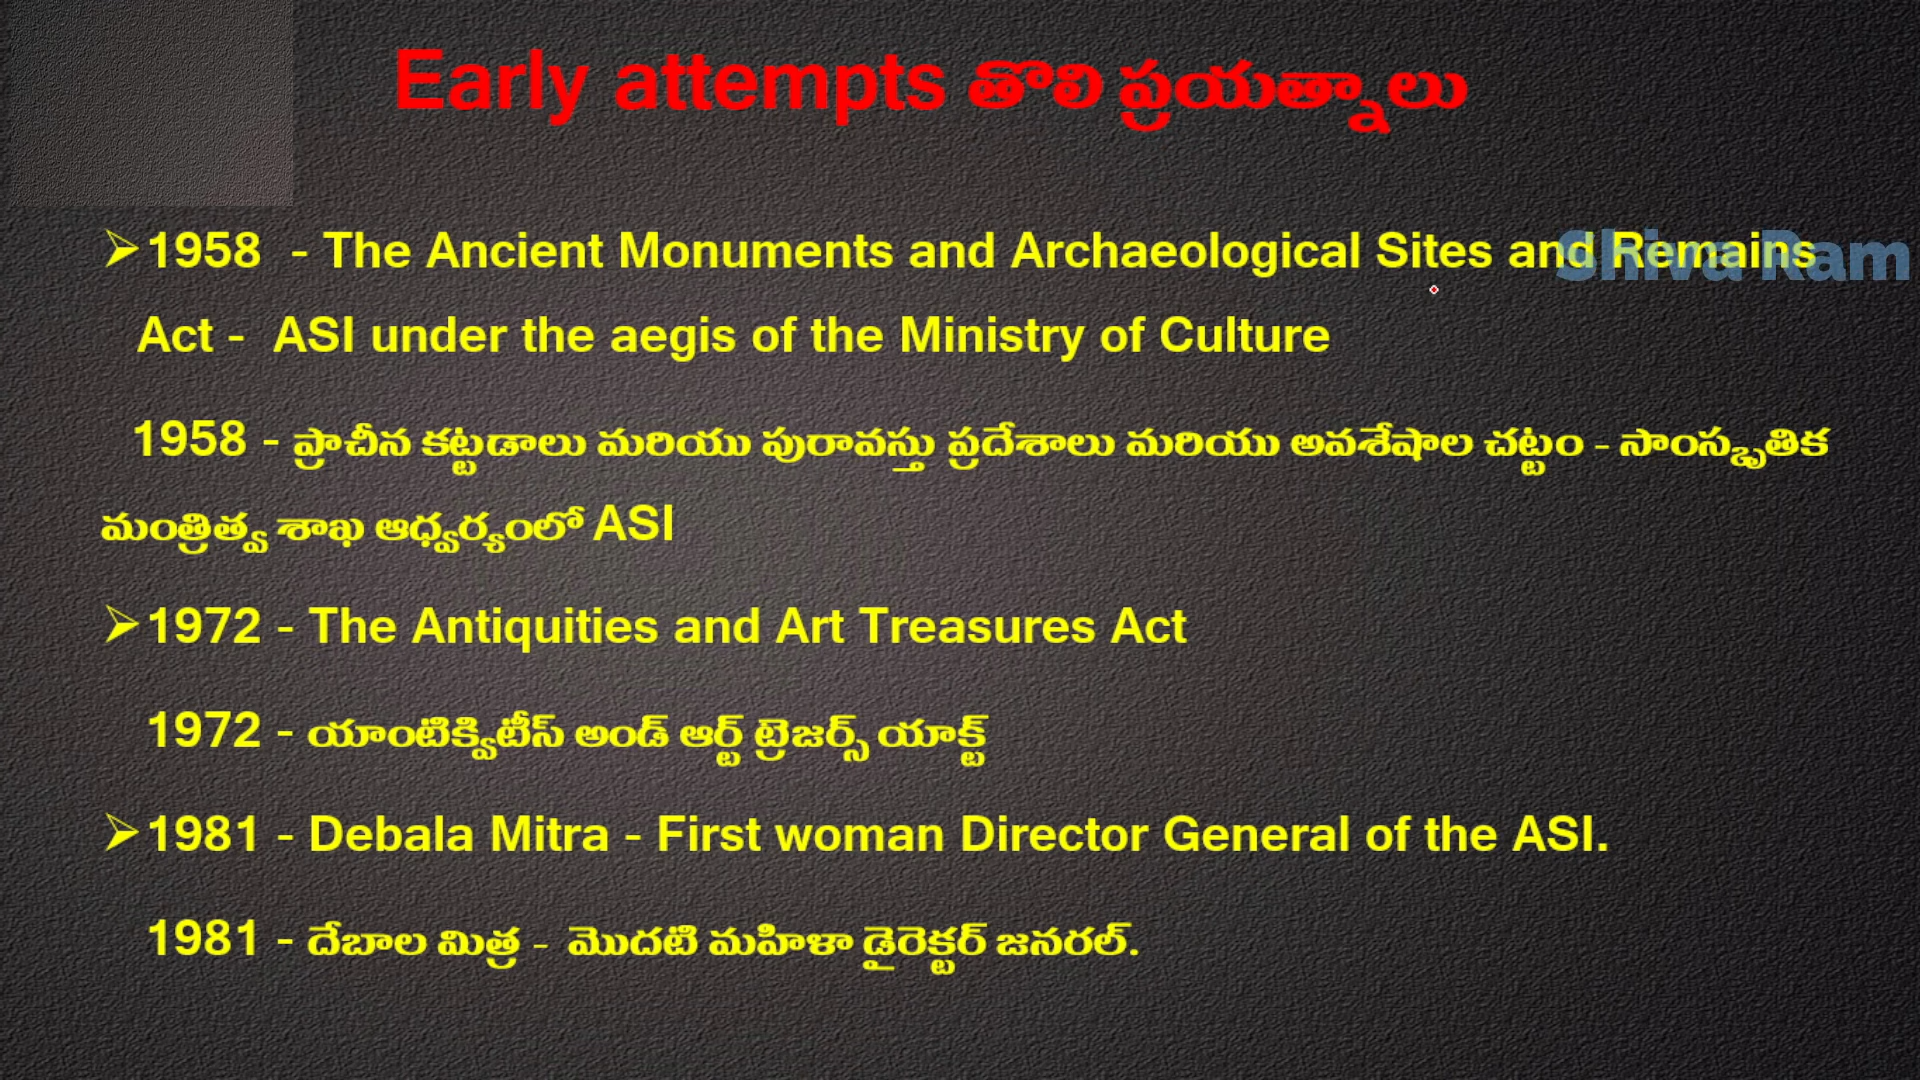 Early attempts తొలి ప్రయత్నాలు
➢1958 - The Ancient Monuments and Archaeological Sites and Remains
Shiva Ram
Act - ASI under the aegis of the Ministry of Culture
1958 - ప్రాచీన కట్టడాలు మరియు పురావస్తు ప్రదేశాలు మరియు అవశేషాల చట్టం - సాంస్కృతిక
మంత్రిత్వ శాఖ ఆధ్వర్యంలో ASI
➢1972 - The Antiquities and Art Treasures Act
1972 - యాంటిక్విటీస్ అండ్ ఆర్ట్ ట్రెజర్స్ యాక్ట్
➢1981 - Debala Mitra - First woman Director General of the ASI.
1981 - దేబాల మిత్ర - మొదటి మహిళా డైరెక్టర్ జనరల్.